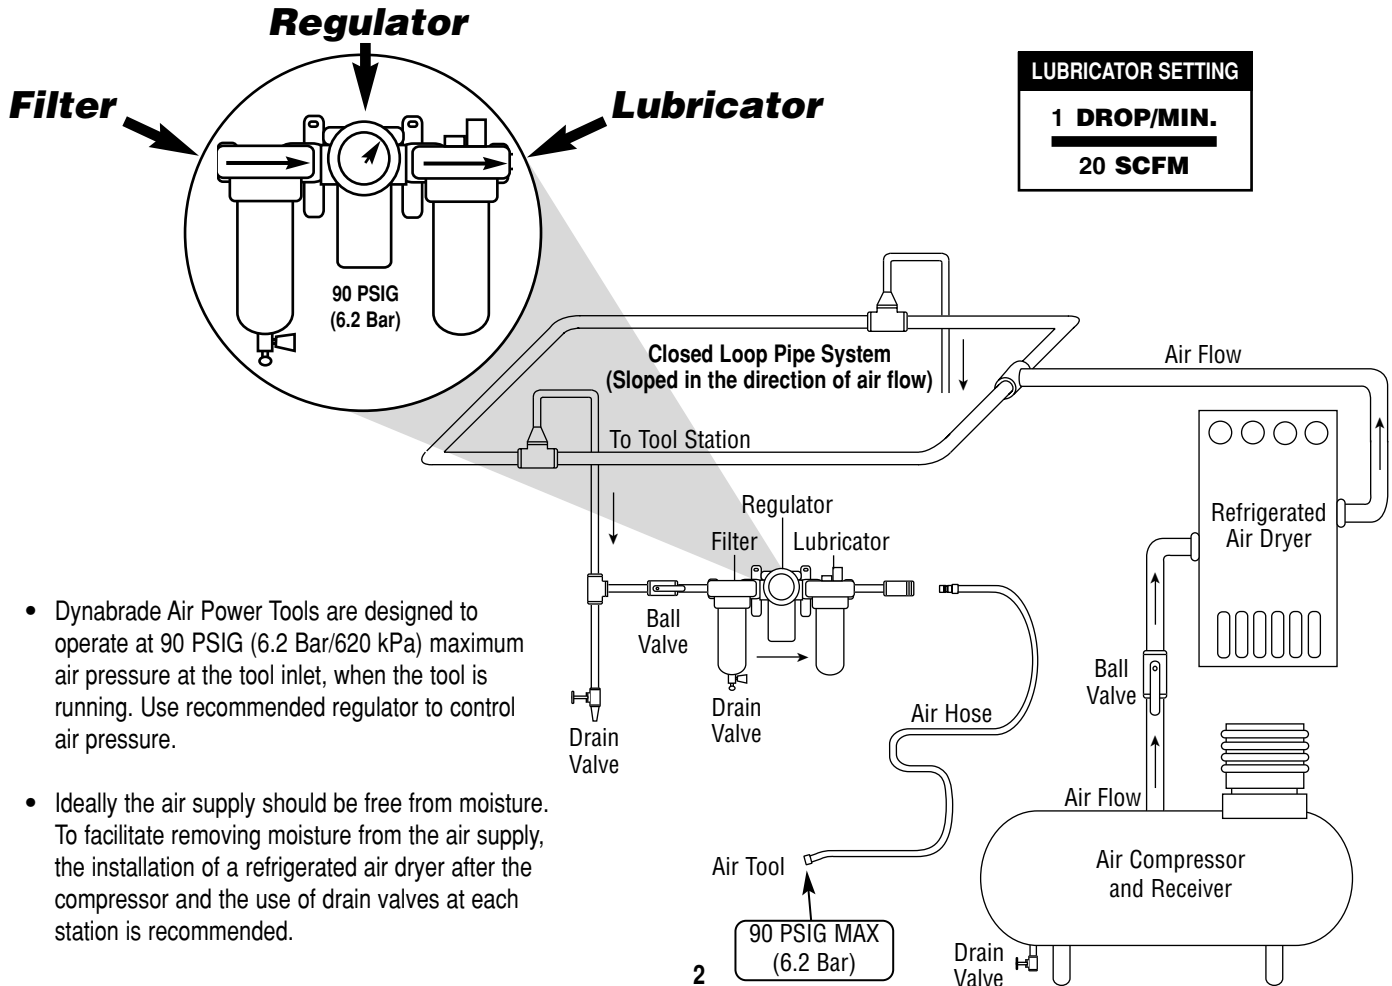 Regulator
Filter
Lubricator
90 PSIG
(6.2 Bar)
LUBRICATOR SETTING
1 DROP/MIN.
20 SCFM
Closed Loop Pipe System
(Sloped in the direction of air flow)
Air Flow
To Tool Station
Refrigerated
Air Dryer
Regulator
Filter
Lubricator
Ball
Valve
Drain
Valve
Drain
Valve
Air Hose
Ball
Valve
Air Flow
Air Compressor
and Receiver
Drain
Valve
Air Tool
90 PSIG MAX
(6.2 Bar)
• Dynabrade Air Power Tools are designed to
operate at 90 PSIG (6.2 Bar/620 kPa) maximum
air pressure at the tool inlet, when the tool is
running. Use recommended regulator to control
air pressure.
• Ideally the air supply should be free from moisture.
To facilitate removing moisture from the air supply,
the installation of a refrigerated air dryer after the
compressor and the use of drain valves at each
station is recommended.
2